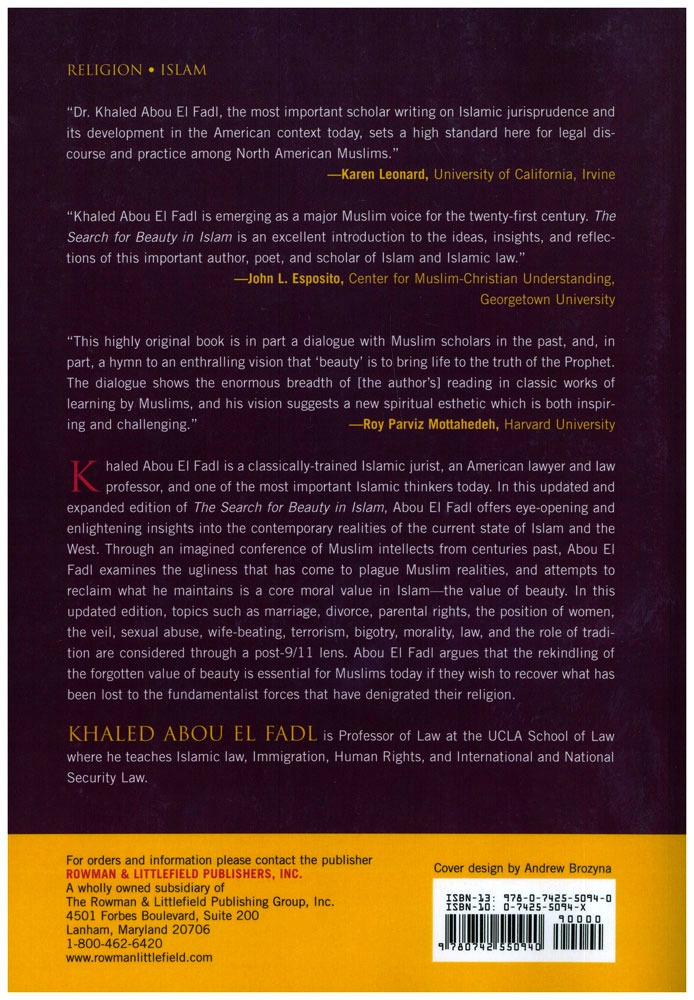 RELIGION • ISLAM
“Dr. Khaled Abou El Fadl, the most important scholar writing on Islamic jurisprudence and
its development in the American context today, sets a high standard here for legal dis-
course and practice among North American Muslims.”
—Karen Leonard, University of California, Irvine
“Khaled Abou El Fadl is emerging as a major Muslim voice for the twenty-first century. The
Search for Beauty in Islam is an excellent introduction to the ideas, insights, and reflec-
tions of this important author, poet, and scholar of Islam and Islamic law.”
—John L. Esposito, Center for Muslim-Christian Understanding,
Georgetown University
“This highly original book is in part a dialogue with Muslim scholars in the past, and, in
part, a hymn to an enthralling vision that ‘beauty’ is to bring life to the truth of the Prophet.
The dialogue shows the enormous breadth of [the author’s] reading in classic works of
learning by Muslims, and his vision suggests a new spiritual esthetic which is both inspir-
ing and challenging.” —Roy Parviz Mottahedeh, Harvard University
Khaled Abou El Fadl is a classically-trained Islamic jurist, an American lawyer and law
professor, and one of the most important Islamic thinkers today. In this updated and
expanded edition of The Search for Beauty in Islam, Abou El Fadl offers eye-opening and
enlightening insights into the contemporary realities of the current state of Islam and the
West. Through an imagined conference of Muslim intellects from centuries past, Abou El
Fadl examines the ugliness that has come to plague Muslim realities, and attempts to
reclaim what he maintains is a core moral value in Islam—the value of beauty. In this
updated edition, topics such as marriage, divorce, parental rights, the position of women,
the veil, sexual abuse, wife-beating, terrorism, bigotry, morality, law, and the role of tradi-
tion are considered through a post-9/11 lens. Abou El Fadl argues that the rekindling of
the forgotten value of beauty is essential for Muslims today if they wish to recover what has
been lost to the fundamentalist forces that have denigrated their religion.
KHALED ABOU EL FADL is Professor of Law at the UCLA School of Law
where he teaches Islamic law, Immigration, Human Rights, and International and National
Security Law.
For orders and information please contact the publisher
ROWMAN & LITTLEFIELD PUBLISHERS, INC.
A wholly owned subsidiary of
The Rowman & Littlefield Publishing Group, Inc.
4501 Forbes Boulevard, Suite 200
Lanham, Maryland 20706
1-800-462-6420
www.rowmanlittlefield.com
Cover design by Andrew Brozyna
ISBN-13: 978-0-7425-5094-0
ISBN-10: 0-7425-5094-X
90000
9 780742 550940